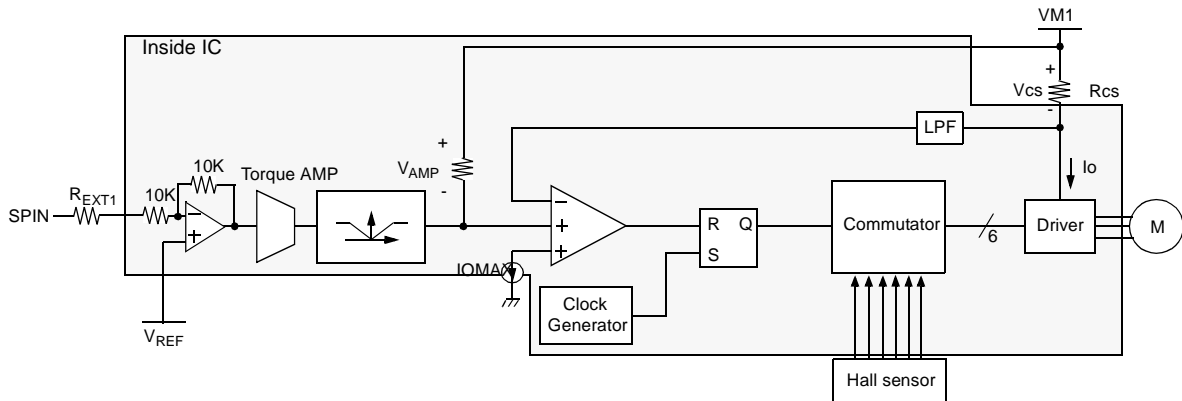 VM1
Inside IC
+
Vcs
-
Rcs
LPF
+
VAMP
-
Io
10K
Torque AMP
REXT1
10K
SPIN
−
+
−
+
+
R Q
S
Commutator
6
Driver
M
IOMAX
Clock
Generator
VREF
Hall sensor